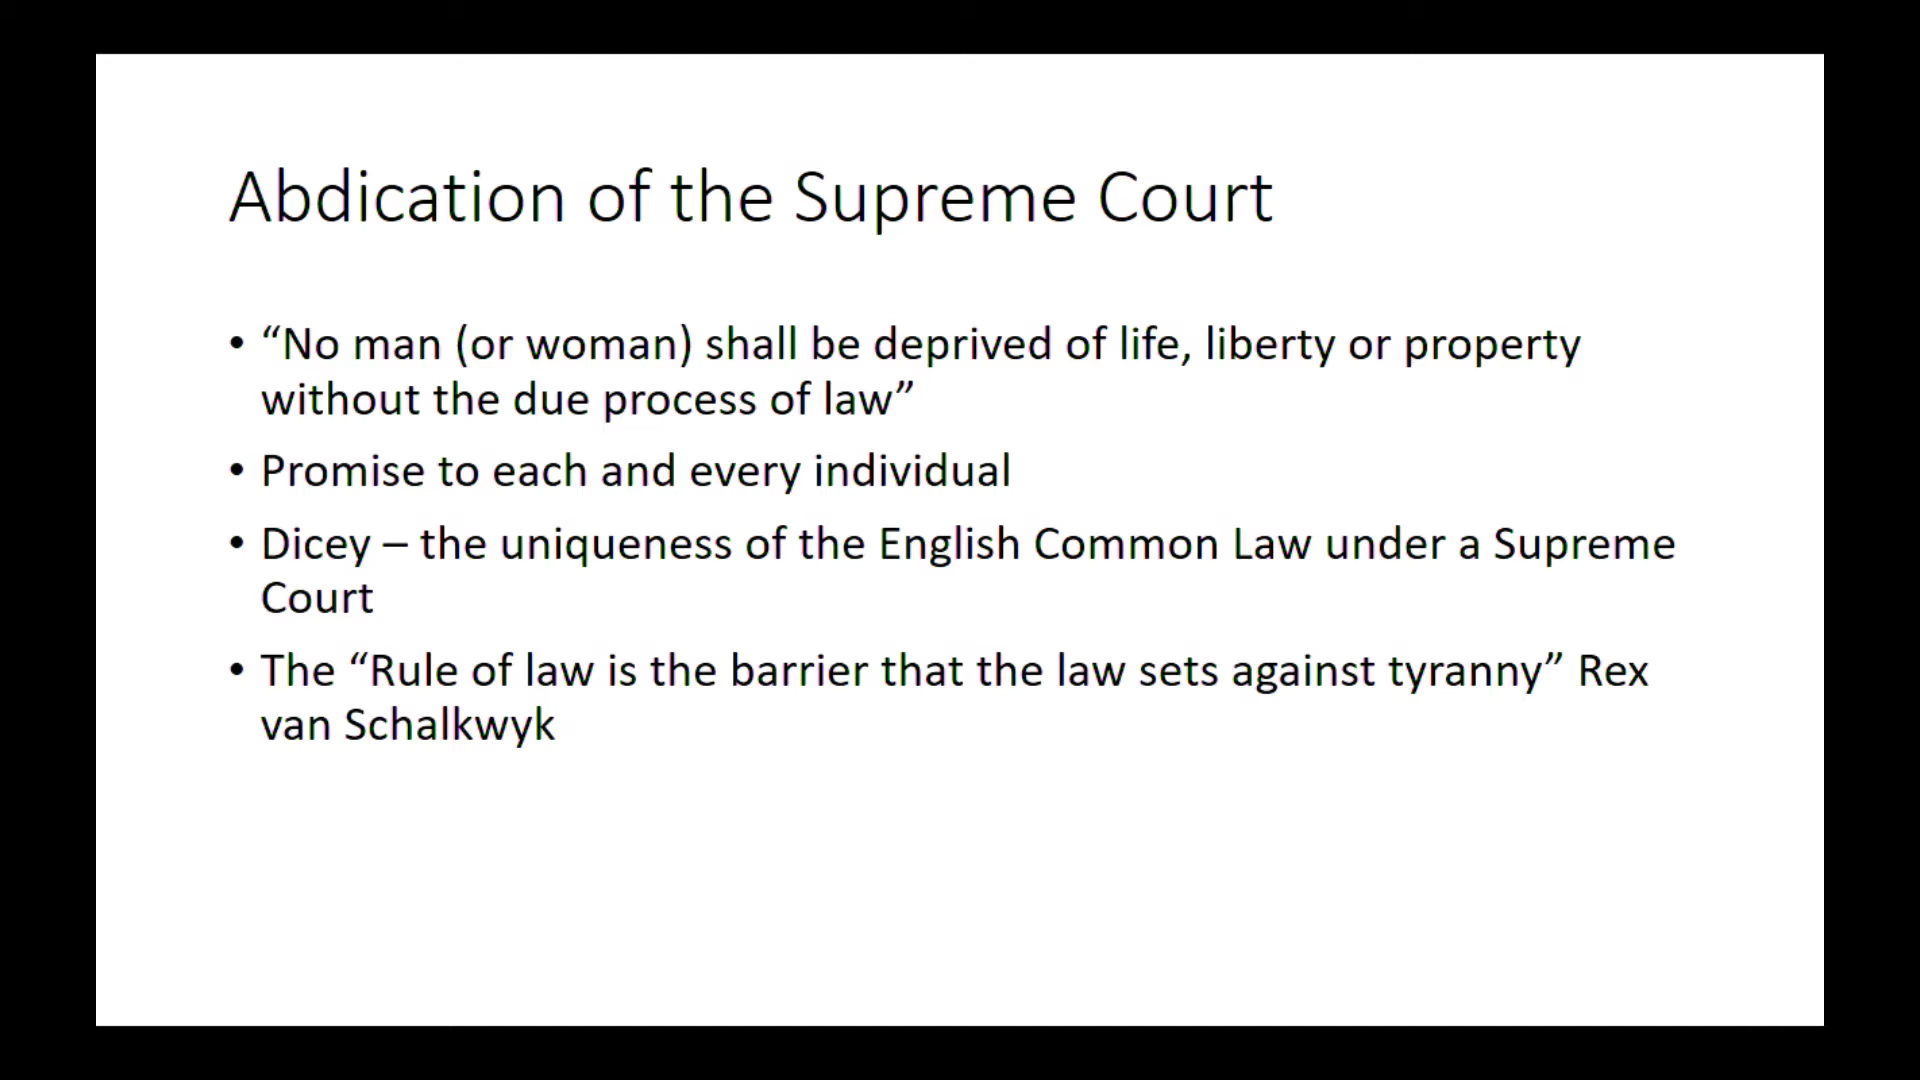 Abdication of the Supreme Court
• “No man (or woman) shall be deprived of life, liberty or property
without the due process of law”
• Promise to each and every individual
• Dicey – the uniqueness of the English Common Law under a Supreme
Court
• The “Rule of law is the barrier that the law sets against tyranny” Rex
van Schalkwyk